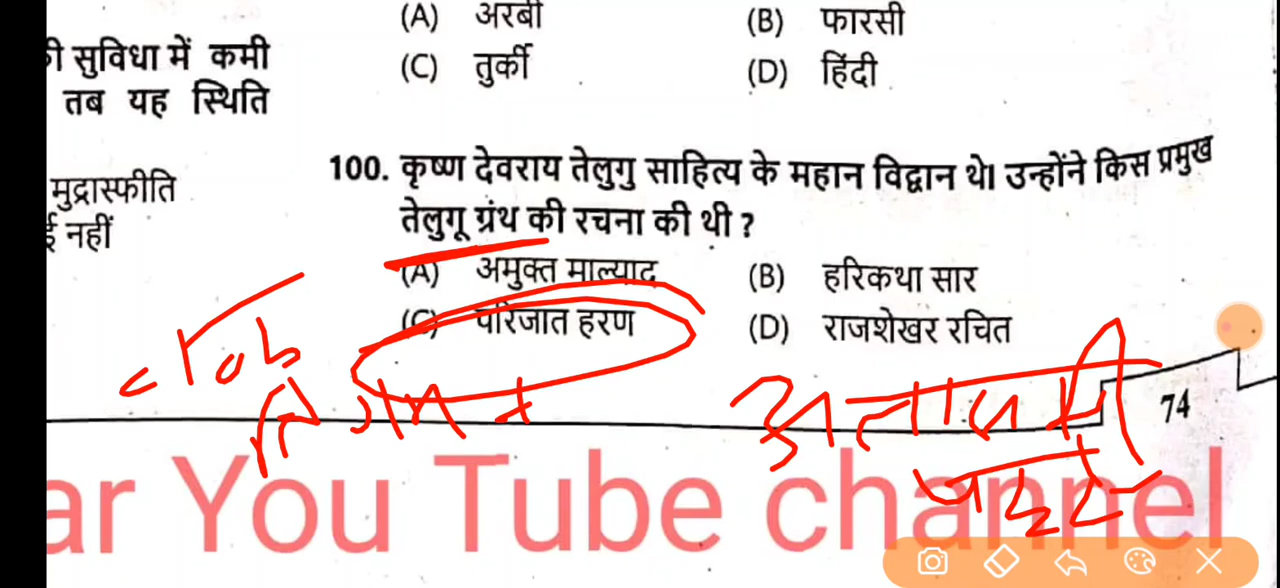 ी सुविधा में कमी
तब यह स्थिति
मुद्रास्फीति
ई नहीं
(A) अरबी (B) फारसी
(C) तुर्की (D) हिंदी
100. कृष्ण देवराय तेलुगु साहित्य के महान विद्वान थे। उन्होंने किस प्रमुख
तेलुगू ग्रंथ की रचना की थी ?
(A) अमुक्त माल्याद (B) हरिकथा सार
(C) परिजात हरण (D) राजशेखर रचित
74
ar You Tube channel